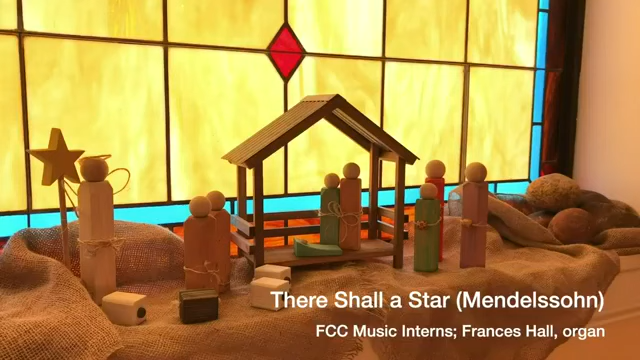 There Shall a Star (Mendelssohn)
FCC Music Interns; Frances Hall, organ